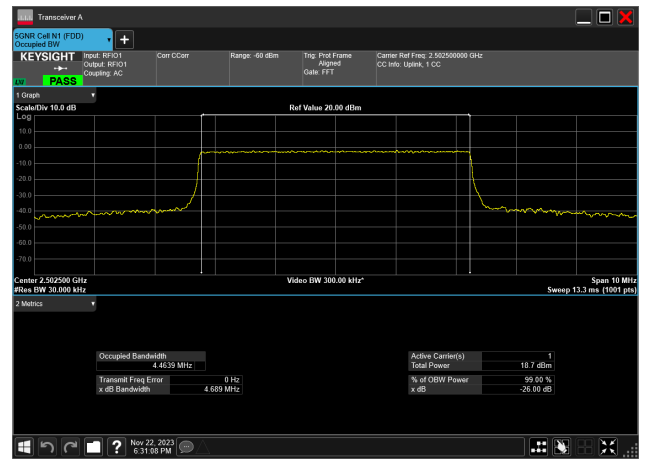 Transceiver A
5GNR Cell N1 (FDD)
Occupied BW
KEYSIGHT
Input: RFIO1
Output: RFIO1
Coupling: AC
Corr CCorr
Range: -60 dBm
Trig: Prot Frame
Aligned
Gate: FFT
Carrier Ref Freq: 2.502500000 GHz
CC Info: Uplink, 1 CC
PASS
1 Graph
Scale/Div 10.0 dB
Ref Value 20.00 dBm
Log
10.0
0.00
-10.0
-20.0
-30.0
-40.0
-50.0
-60.0
-70.0
Center 2.502500 GHz
Video BW 300.00 kHz*
Span 10 MHz
#Res BW 30.000 kHz
Sweep 13.3 ms (1001 pts)
2 Metrics
Occupied Bandwidth
4.4639 MHz
Active Carrier(s) 1
Total Power 18.7 dBm
Transmit Freq Error 0 Hz
x dB Bandwidth 4.689 MHz
% of OBW Power 99.00 %
x dB -26.00 dB
Nov 22, 2023
6:31:08 PM